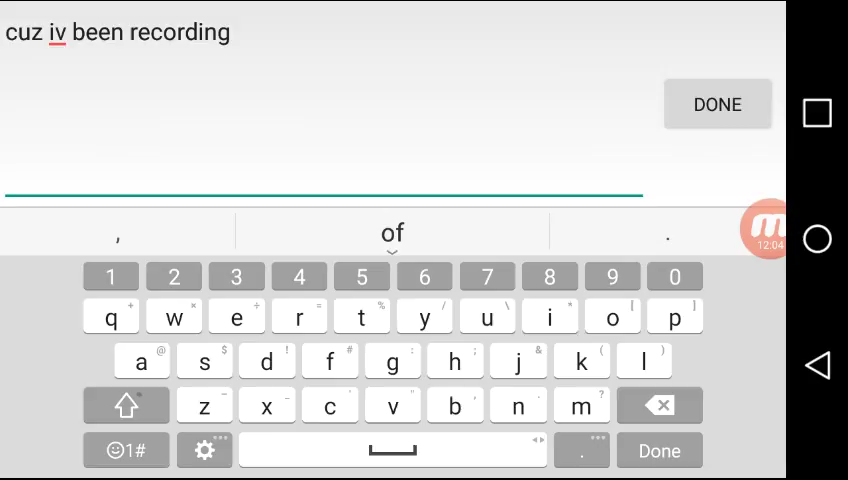 cuz iv been recording
DONE
, of .
12:04
1 2 3 4 5 6 7 8 9 0
q + w × e ÷ r = t % y / u \ i * o [ p ]
a @ s $ d ! f # g : h ; j & k ( l )
z - x _ c ' v " b , n . m ?
☺1# . Done